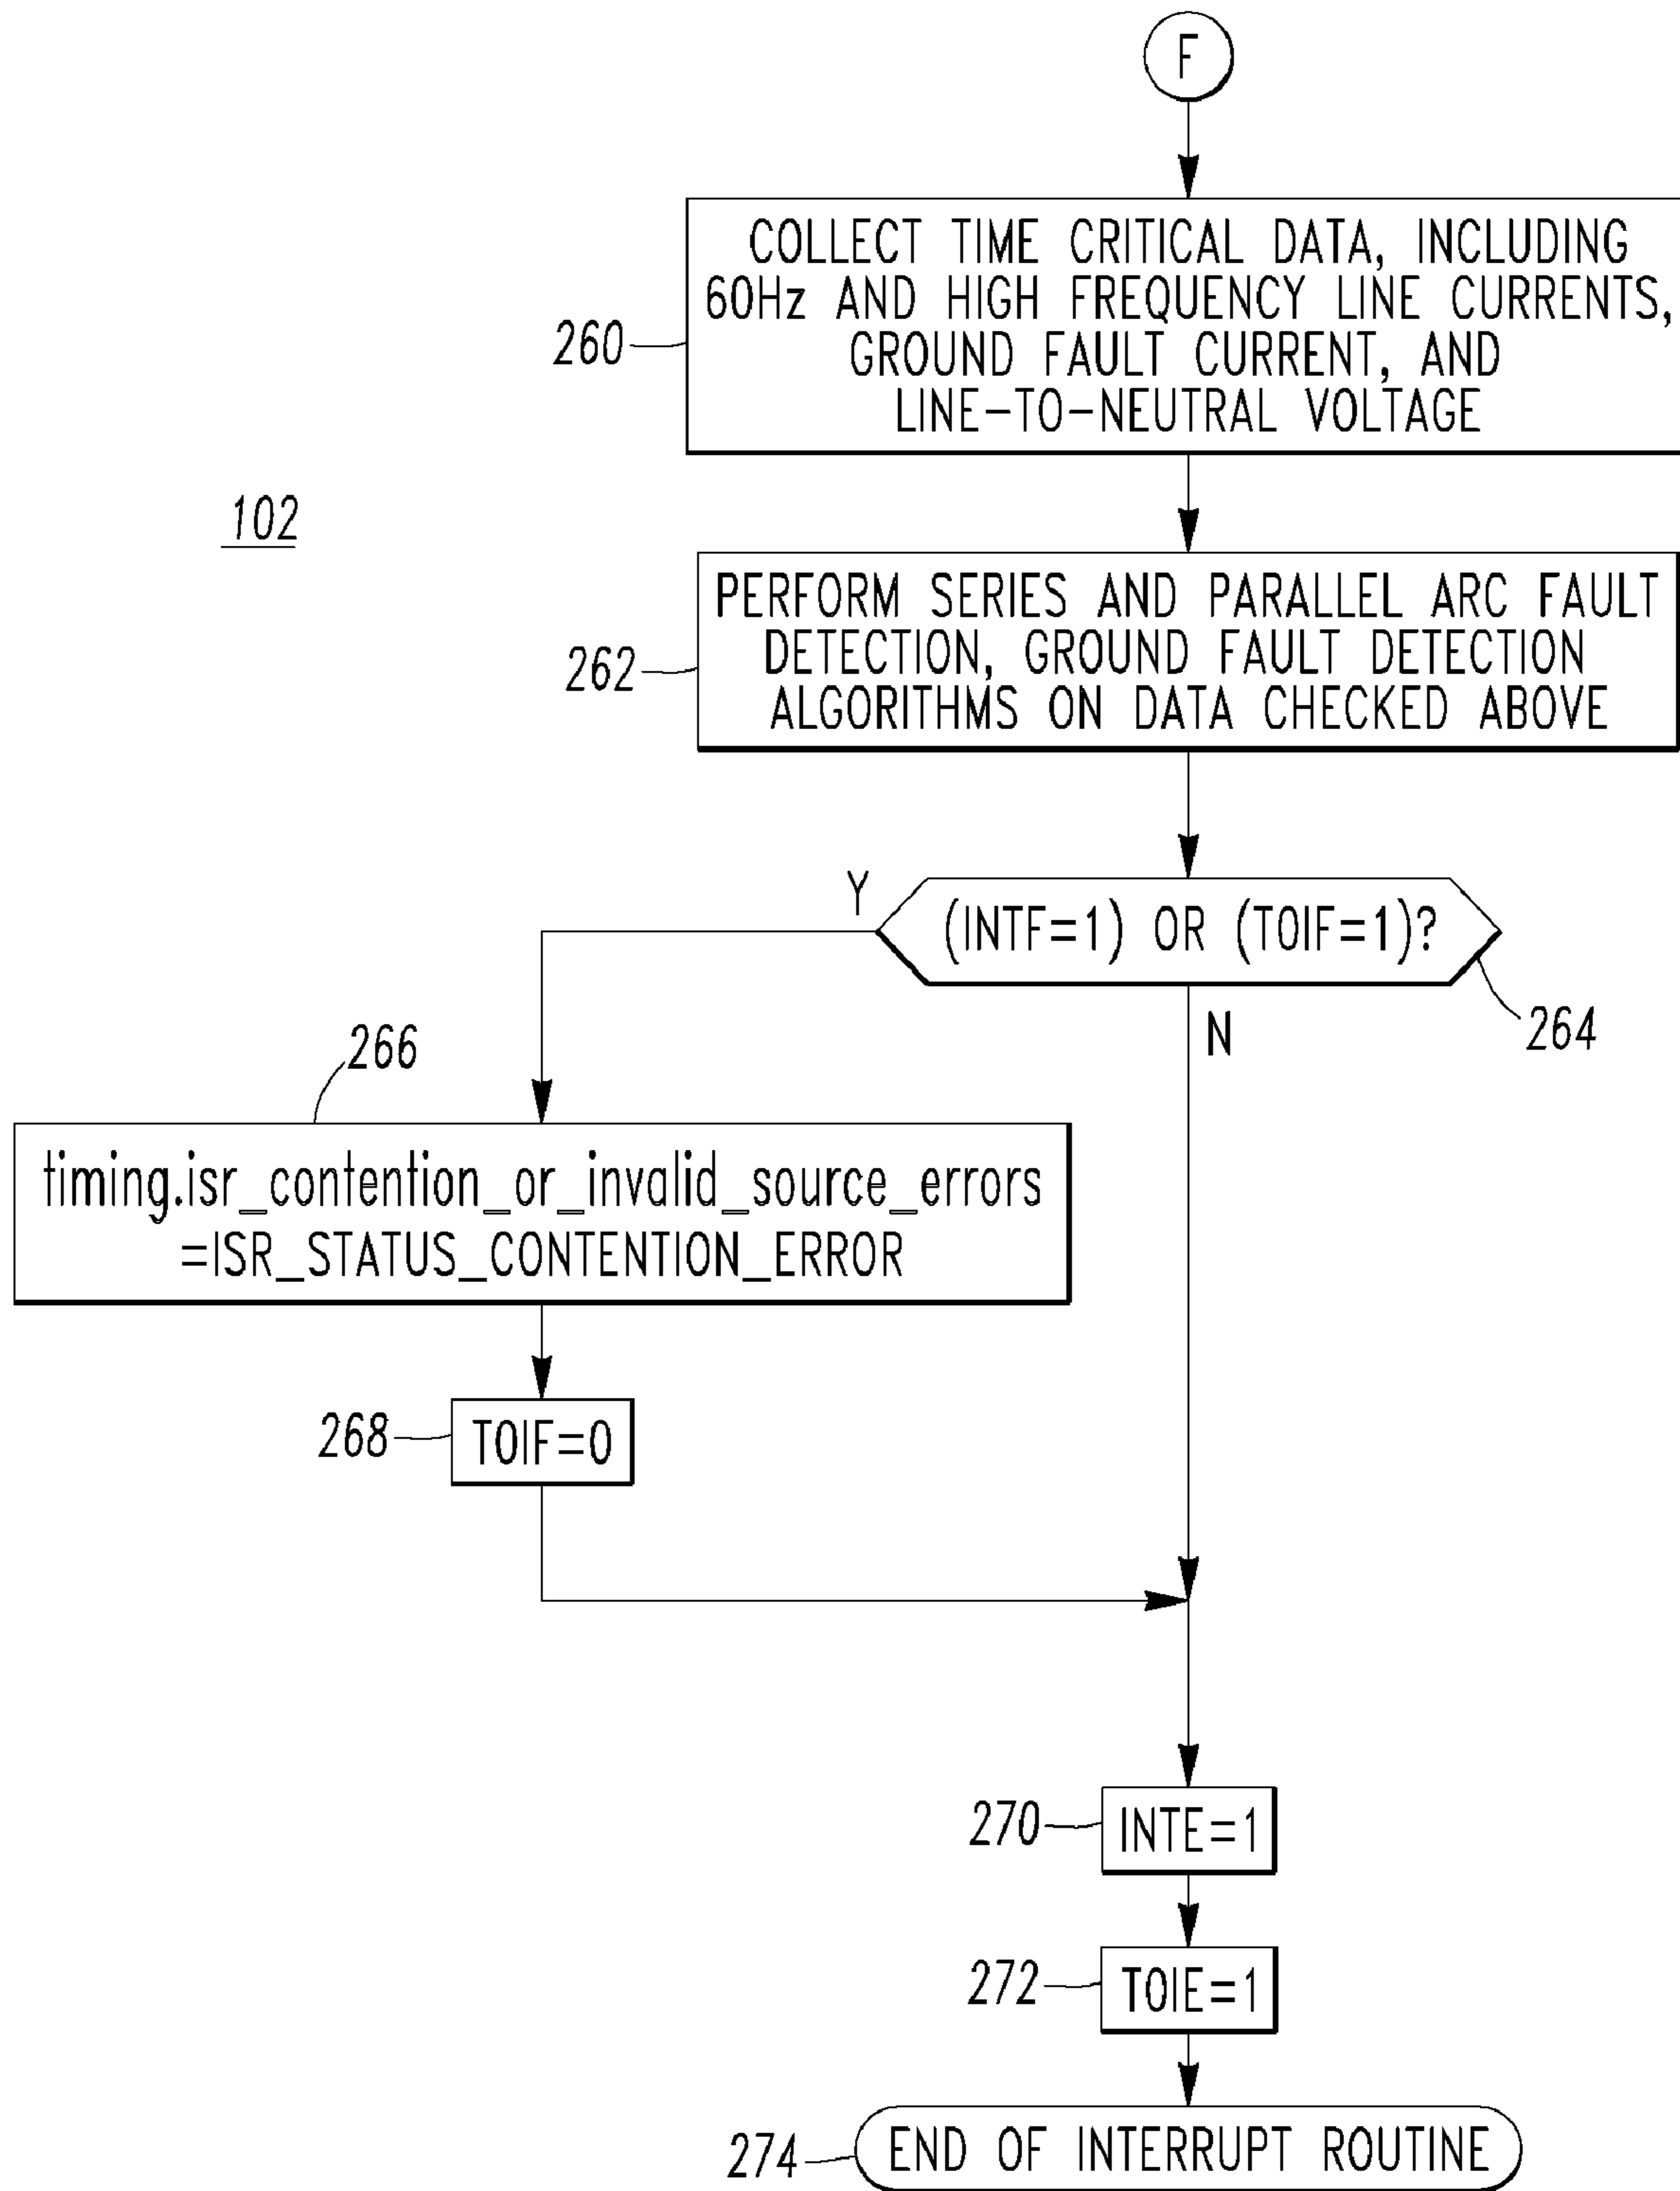 F
COLLECT TIME CRITICAL DATA, INCLUDING
60Hz AND HIGH FREQUENCY LINE CURRENTS,
GROUND FAULT CURRENT, AND
LINE-TO-NEUTRAL VOLTAGE
260
102
PERFORM SERIES AND PARALLEL ARC FAULT
DETECTION, GROUND FAULT DETECTION
ALGORITHMS ON DATA CHECKED ABOVE
262
Y
(INTF=1) OR (TOIF=1)?
264
N
266
timing.isr_contention_or_invalid_source_errors
=ISR_STATUS_CONTENTION_ERROR
268
TOIF=0
270
INTE=1
272
TOIE=1
274
END OF INTERRUPT ROUTINE